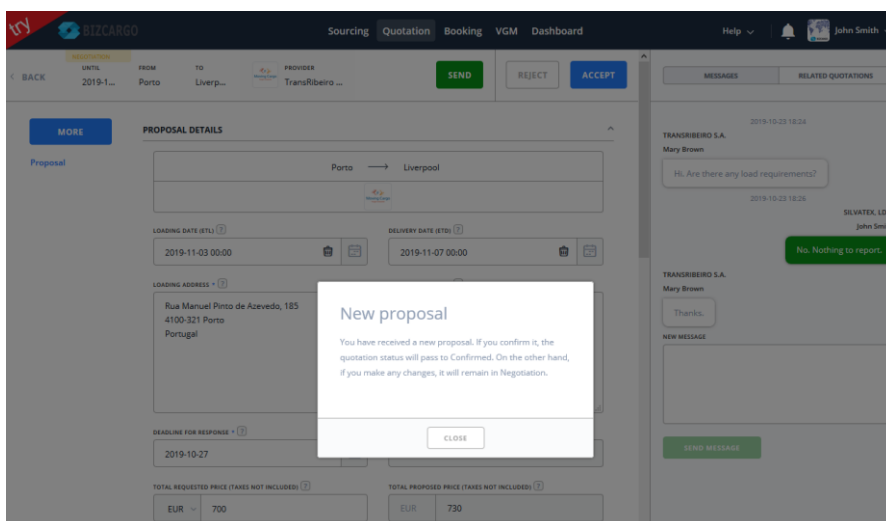 try
BIZCARGO
Sourcing Quotation Booking VGM Dashboard
Help
John Smith
NEGOTIATION
BACK
UNTIL
2019-1...
FROM
Porto
TO
Liverp...
PROVIDER
TransRibeiro ...
SEND
REJECT
ACCEPT
MORE
Proposal
PROPOSAL DETAILS
Porto → Liverpool
LOADING DATE (ETL) ?
2019-11-03 00:00
DELIVERY DATE (ETD) ?
2019-11-07 00:00
LOADING ADDRESS * ?
Rua Manuel Pinto de Azevedo, 185
4100-321 Porto
Portugal
New proposal
You have received a new proposal. If you confirm it, the
quotation status will pass to Confirmed. On the other hand,
if you make any changes, it will remain in Negotiation.
CLOSE
DEADLINE FOR RESPONSE * ?
2019-10-27
TOTAL REQUESTED PRICE (TAXES NOT INCLUDED) ?
EUR 700
TOTAL PROPOSED PRICE (TAXES NOT INCLUDED) ?
EUR 730
MESSAGES
RELATED QUOTATIONS
2019-10-23 18:24
TRANSRIBEIRO S.A.
Mary Brown
Hi. Are there any load requirements?
2019-10-23 18:26
SILVATEX, LD
John Smi
No. Nothing to report.
TRANSRIBEIRO S.A.
Mary Brown
Thanks.
NEW MESSAGE
SEND MESSAGE